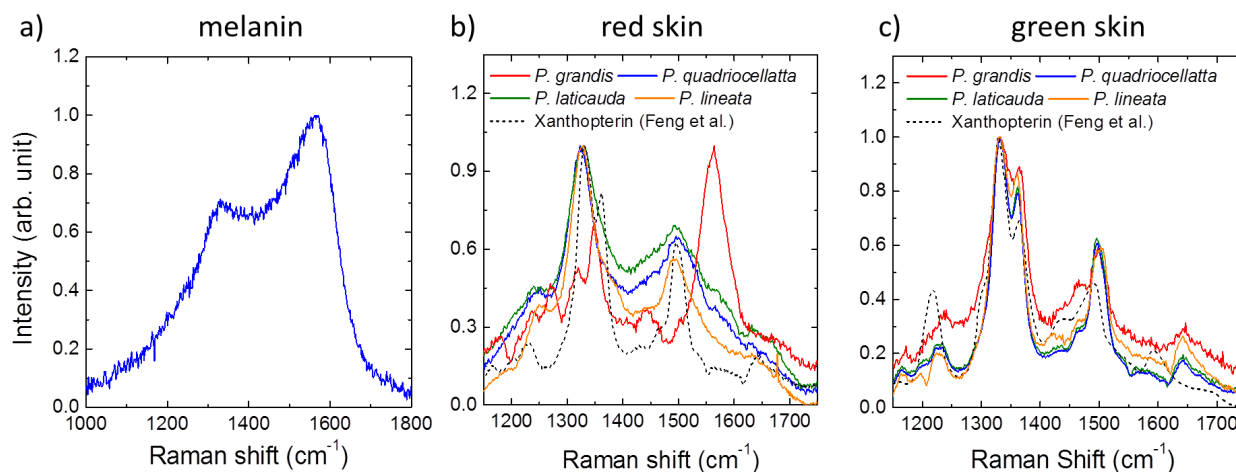 a) melanin
Intensity (arb. unit)
1.2
1.0
0.8
0.6
0.4
0.2
0.0
1000 1200 1400 1600 1800
Raman shift (cm-1)
b) red skin
P. grandis P. quadriocellatta
P. laticauda P. lineata
Xanthopterin (Feng et al.)
1.2
0.9
0.6
0.3
0.0
1200 1300 1400 1500 1600 1700
Raman shift (cm-1)
c) green skin
P. grandis P. quadriocellatta
P. laticauda P. lineata
Xanthopterin (Feng et al.)
1.2
1.0
0.8
0.6
0.4
0.2
0.0
1200 1300 1400 1500 1600 1700
Raman Shift (cm-1)